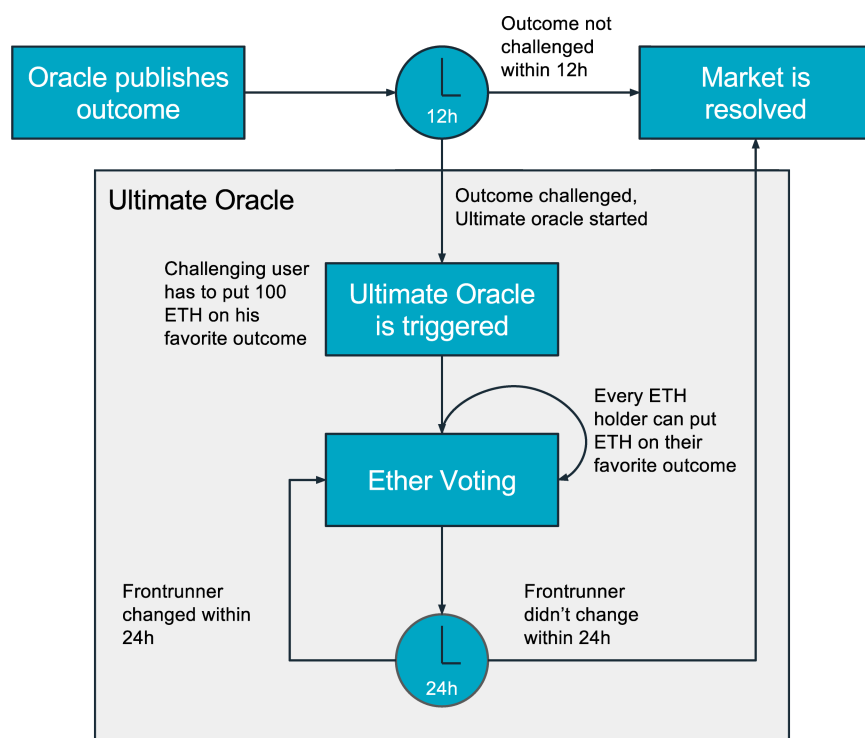 Outcome not
challenged
within 12h
Oracle publishes
outcome
12h
Market is
resolved
Ultimate Oracle
Outcome challenged,
Ultimate oracle started
Challenging user
has to put 100
ETH on his
favorite outcome
Ultimate Oracle
is triggered
Every ETH
holder can put
ETH on their
favorite outcome
Ether Voting
Frontrunner
changed within
24h
Frontrunner
didn't change
within 24h
24h